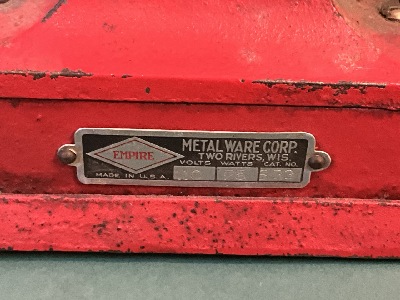 EMPIRE
METAL WARE CORP.
TWO RIVERS, WIS.
VOLTS WATTS CAT. NO.
MADE IN U.S.A.